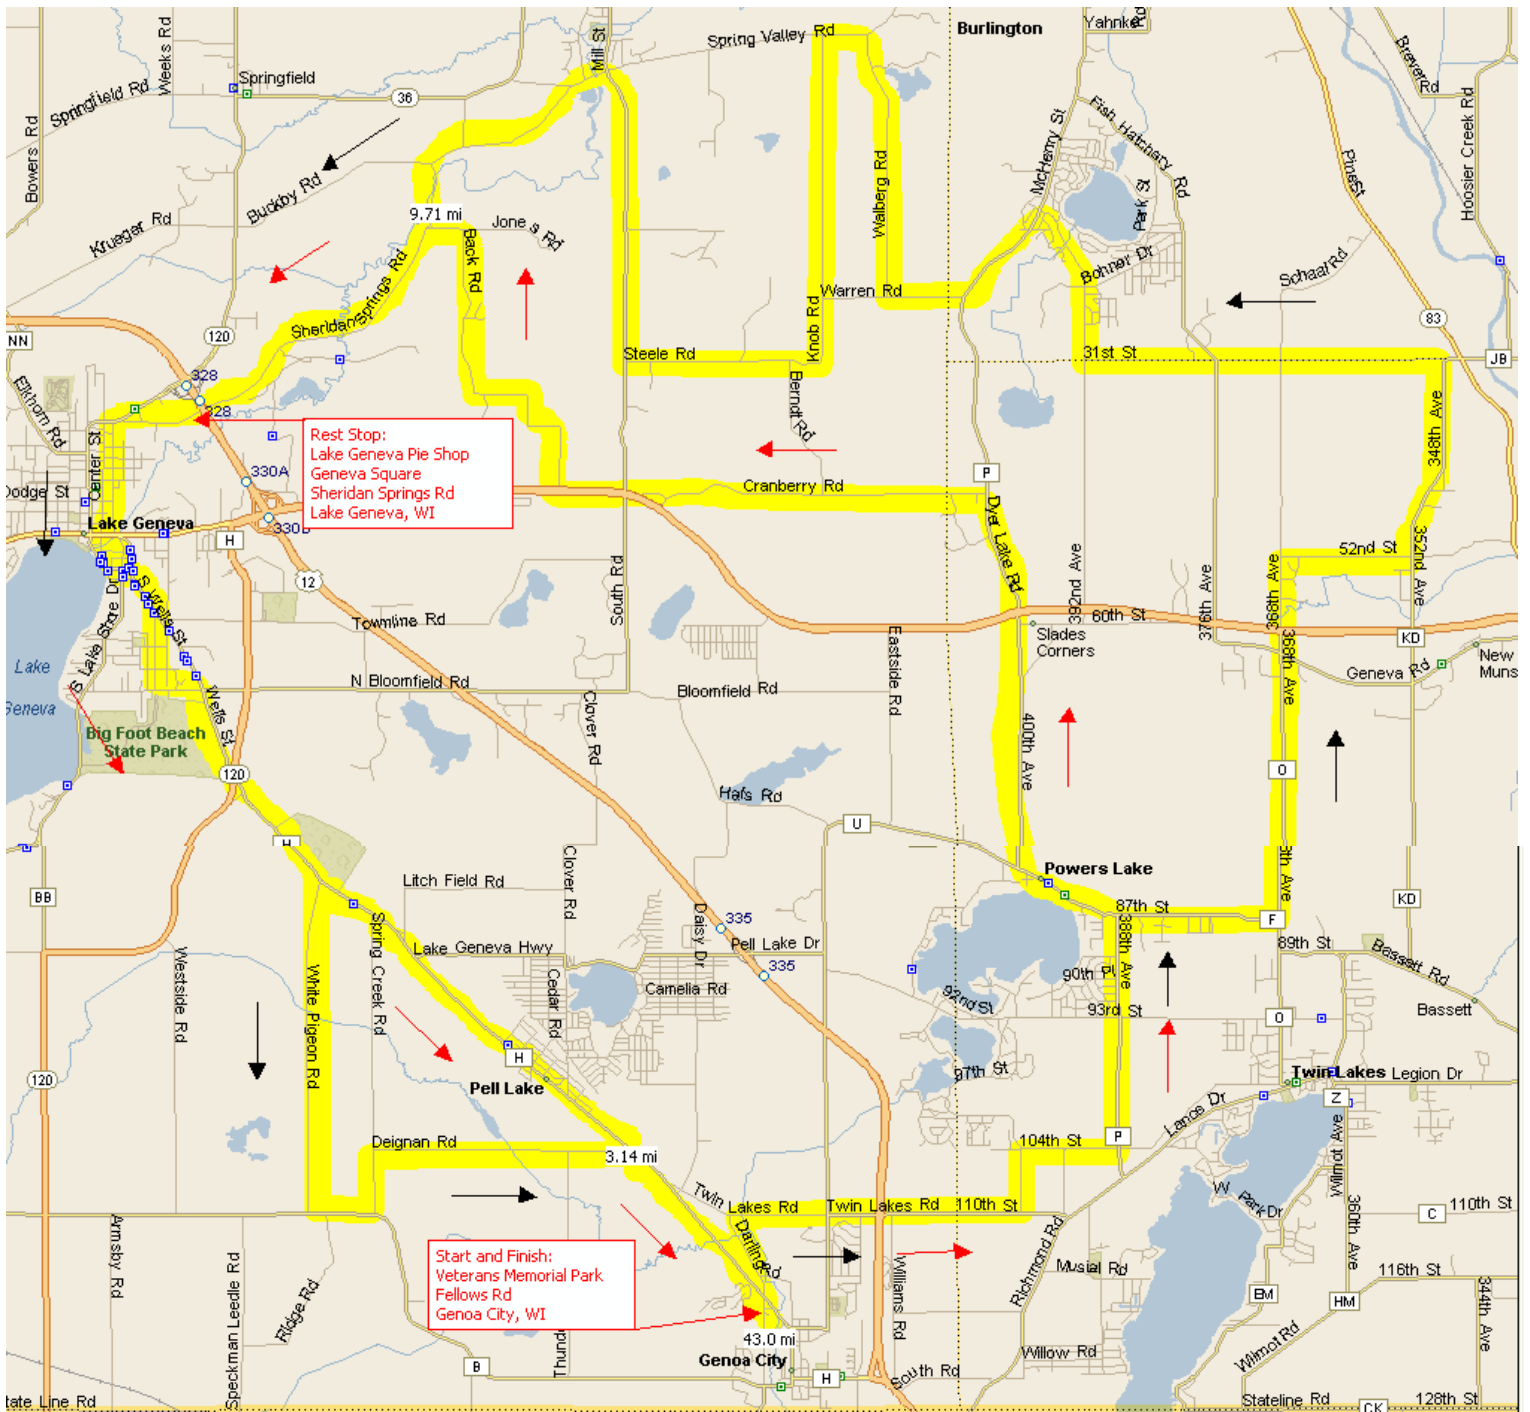 Burlington
Yahnke
Rd
Weeks Rd
Mill St
Spring Valley Rd
Brever Rd
Springfield
Springfield Rd
36
Bowers Rd
Fish Hatchery Rd
McHenry St
Hoosier Creek Rd
PineSt
Buckby Rd
Krueger Rd
9.71 mi
Jone s Rd
Walberg Rd
Park St
Back Rd
Bohner Dr
Schaal Rd
Sheridan Springs Rd
Warren Rd
Knob Rd
83
NN
120
Steele Rd
31st St
JB
Elkhorn Rd
328
328
Berndt Rd
348th Ave
Center St
Rest Stop:
Lake Geneva Pie Shop
Geneva Square
Sheridan Springs Rd
Lake Geneva, WI
330A
P
Dodge St
Cranberry Rd
Lake Geneva
330B
H
Dyer Lake Rd
52nd St
352nd Ave
12
392nd Ave
376th Ave
368th Ave
S Lake Shore Dr
S Wells St
South Rd
Townline Rd
60th St
Slades
Corners
Eastside Rd
368th Ave
KD
New
Muns
Geneva Rd
Lake
Geneva
N Bloomfield Rd
Bloomfield Rd
Wells St
Clover Rd
400th Ave
Big Foot Beach
State Park
120
O
Hafs Rd
U
H
Clover Rd
Powers Lake
8th Ave
Litch Field Rd
BB
KD
87th St
F
Spring Creek Rd
335
Daisy Dr
388th Ave
Lake Geneva Hwy
Pell Lake Dr
89th St
Bassett Rd
Westside Rd
White Pigeon Rd
Cedar Rd
335
90th Pl
Camelia Rd
92nd St
93rd St
Bassett
O
H
120
Pell Lake
97th St
Twin Lakes
Legion Dr
Z
Lance Dr
Deignan Rd
3.14 mi
104th St
P
Wilmot Ave
Twin Lakes Rd
Twin Lakes Rd
110th St
W Park Dr
C
110th St
360th Ave
Darling Rd
Start and Finish:
Veterans Memorial Park
Fellows Rd
Genoa City, WI
Aymsby Rd
Speckman Leedle Rd
Ridge Rd
Williams Rd
Richmond Rd
Musial Rd
116th St
EM
HM
344th Ave
43.0 mi
Wilmot Rd
Willow Rd
Genoa City
B
H
South Rd
tate Line Rd
Stateline Rd
CK
128th St